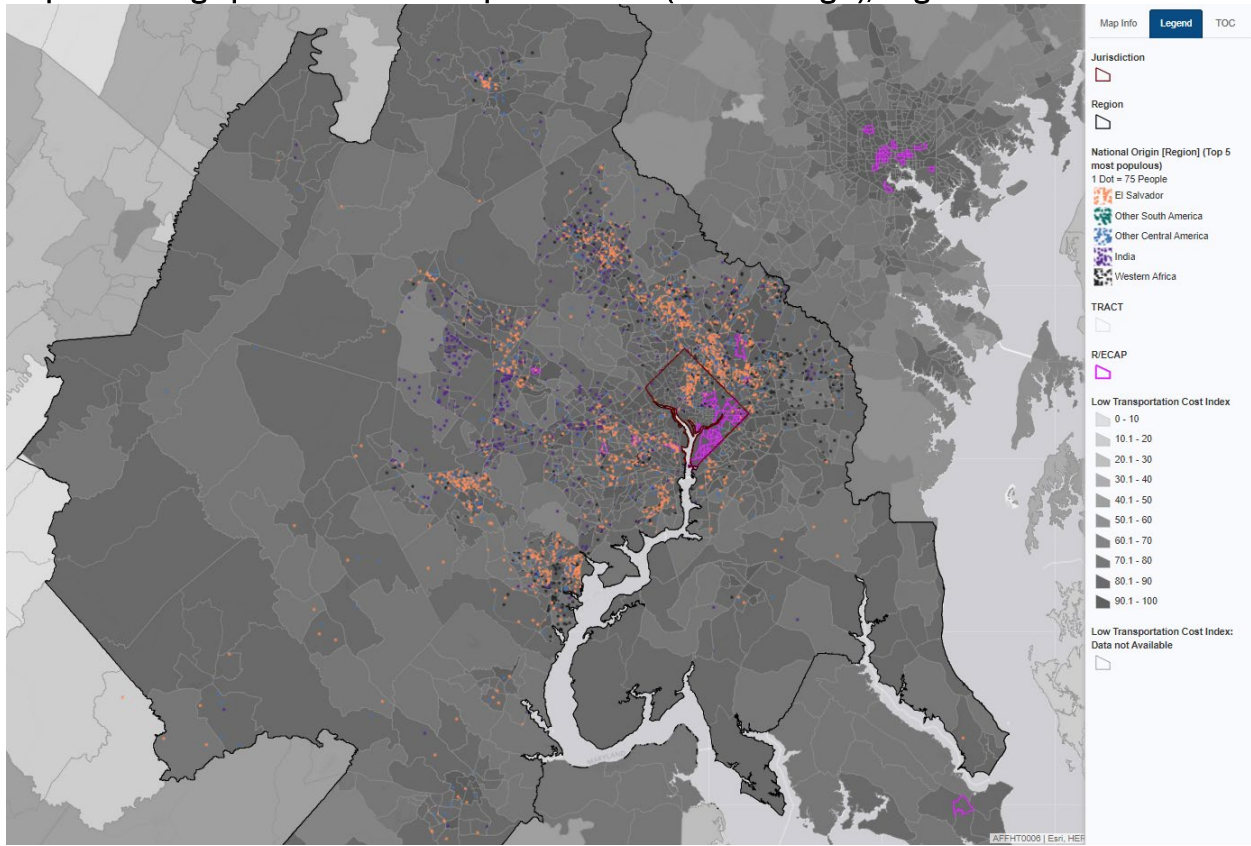 Map Info
Legend
TOC
Jurisdiction
Region
National Origin [Region] (Top 5
most populous)
1 Dot = 75 People
El Salvador
Other South America
Other Central America
India
Western Africa
TRACT
R/ECAP
Low Transportation Cost Index
0 - 10
10.1 - 20
20.1 - 30
30.1 - 40
40.1 - 50
50.1 - 60
60.1 - 70
70.1 - 80
80.1 - 90
90.1 - 100
Low Transportation Cost Index:
Data not Available
MARYLAND
AFFHT0006 | Esri, HER